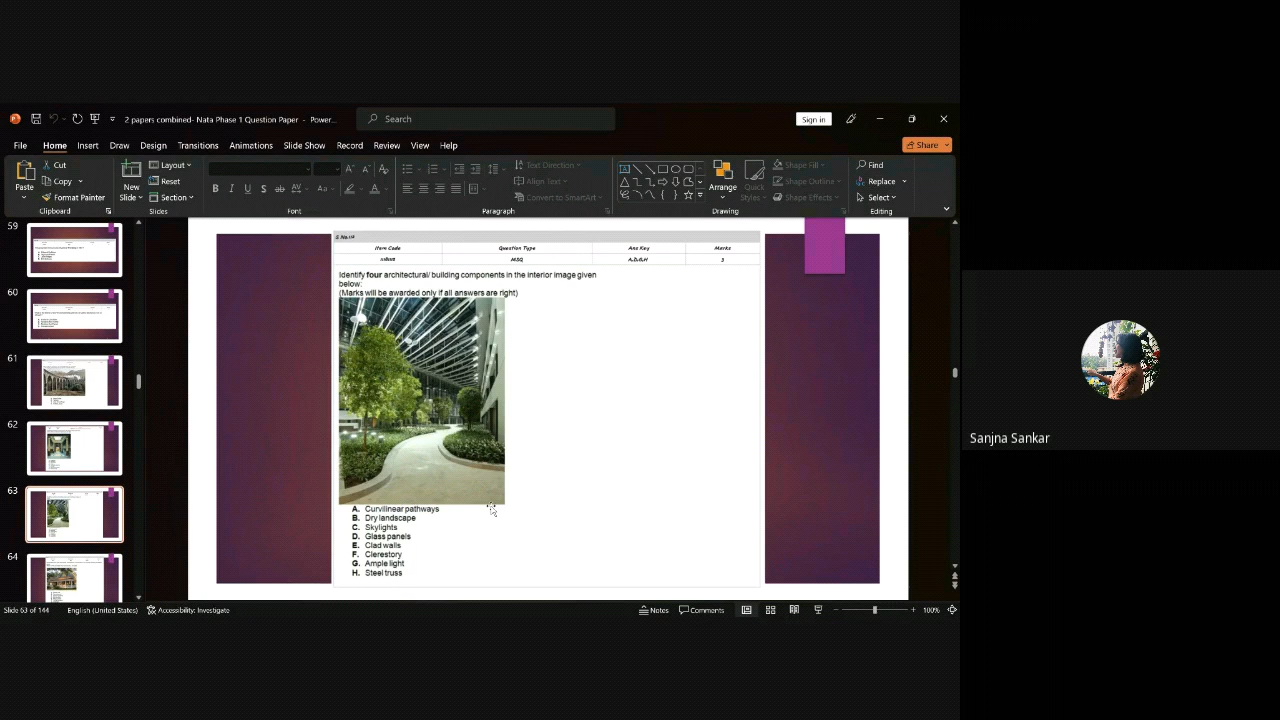 2 papers combined- Nata Phase 1 Question Paper - Power...
Search
Sign in
File Home Insert Draw Design Transitions Animations Slide Show Record Review View Help
Share
Paste
Cut
Copy
Format Painter
Clipboard
New
Slide
Layout
Reset
Section
Slides
Font
Text Direction
Align Text
Convert to SmartArt
Paragraph
Arrange
Quick
Styles
Shape Fill
Shape Outline
Shape Effects
Drawing
Find
Replace
Select
Editing
59
60
61
62
63
64
Item Code Question Type Ans Key Marks
MSQ A,D,G,H 3
Identify four architectural/ building components in the interior image given
below:
(Marks will be awarded only if all answers are right)
A. Curvilinear pathways
B. Dry landscape
C. Skylights
D. Glass panels
E. Clad walls
F. Clerestory
G. Ample light
H. Steel truss
Slide 63 of 144 English (United States) Accessibility: Investigate Notes Comments 100%
Sanjna Sankar